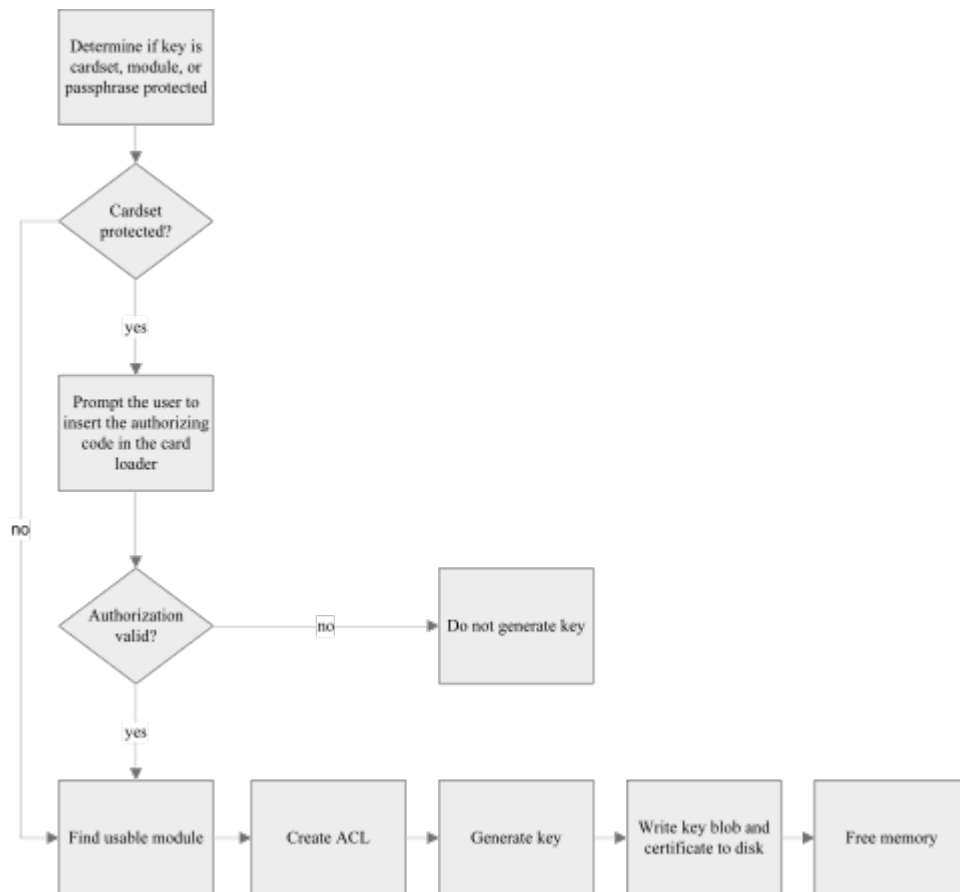 Determine if key is
cardset, module, or
passphrase protected
Cardset
protected?
yes
Prompt the user to
insert the authorizing
code in the card
loader
no
Authorization
valid?
no
Do not generate key
yes
Find usable module
Create ACL
Generate key
Write key blob and
certificate to disk
Free memory